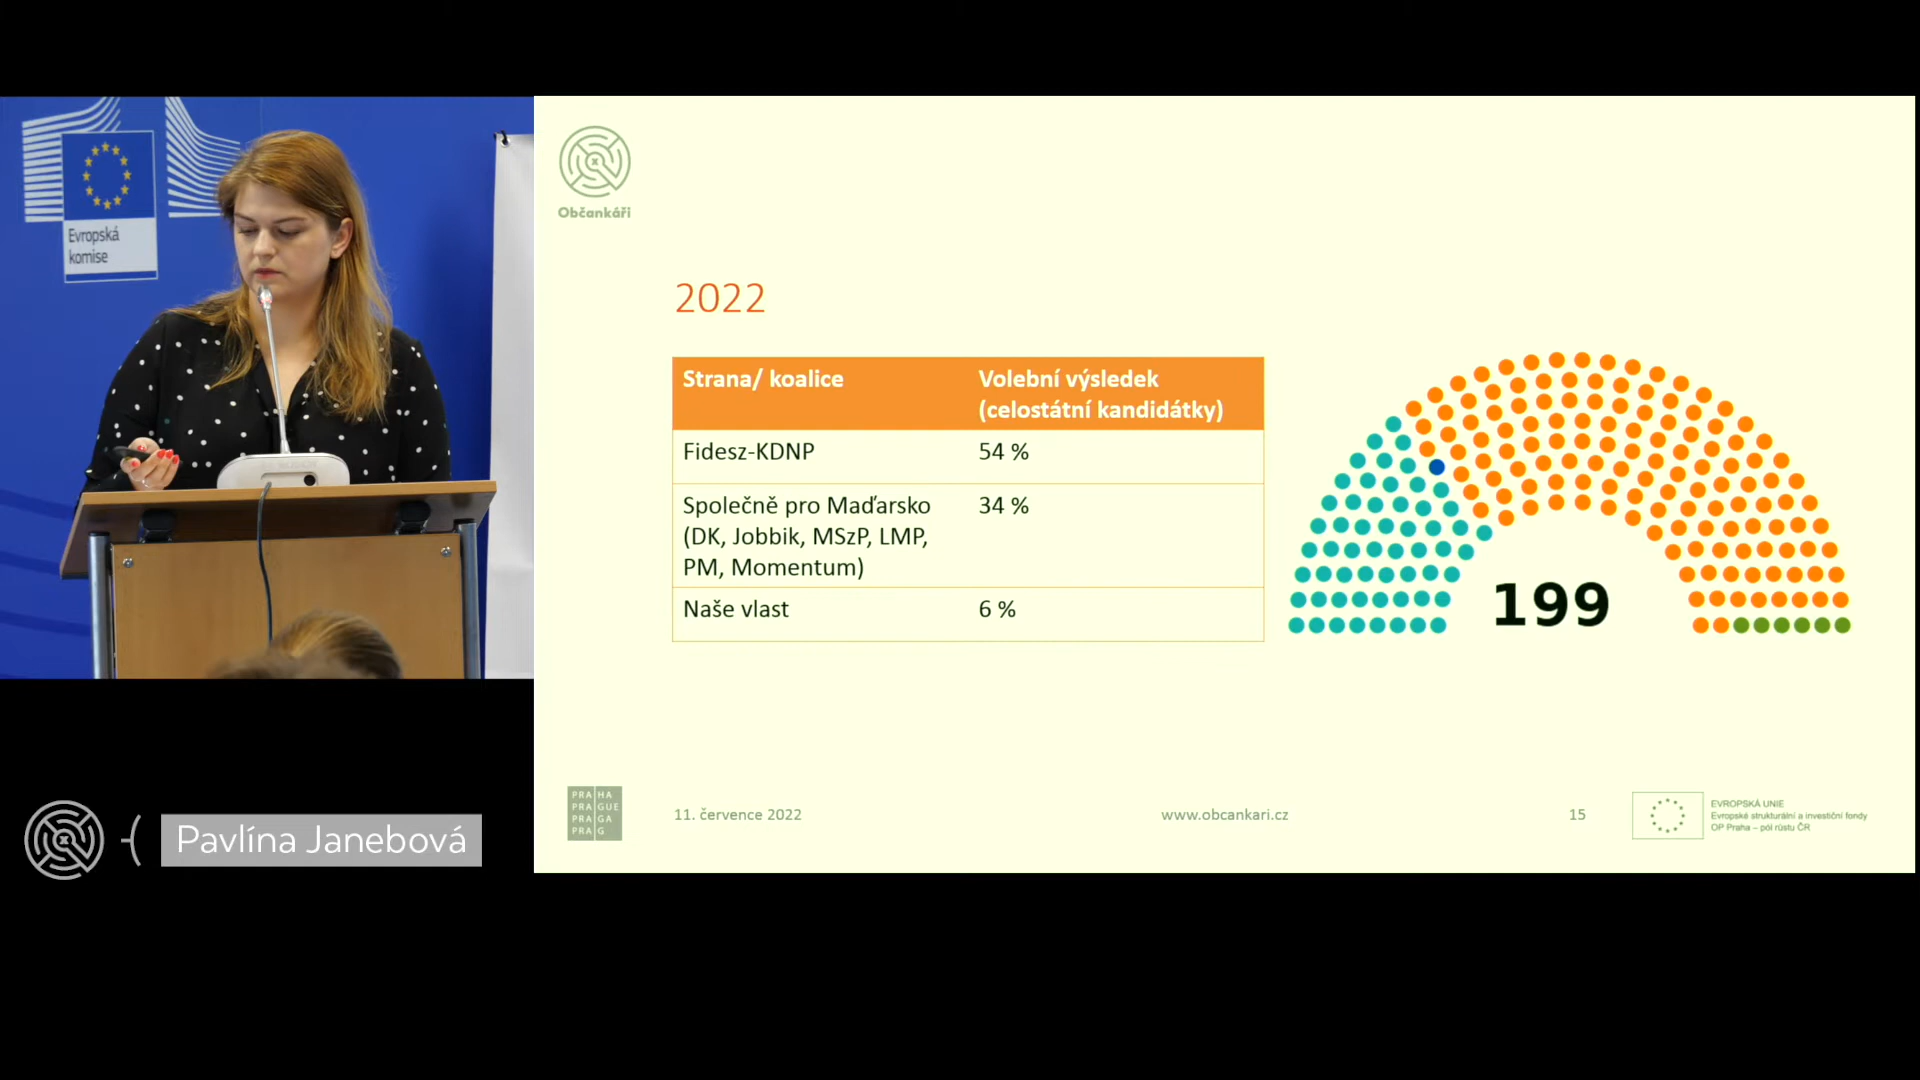 Evropská
komise
Občankáři
2022
Strana/ koalice
Volební výsledek
(celostátní kandidátky)
Fidesz-KDNP
54 %
Společně pro Maďarsko
(DK, Jobbik, MSzP, LMP,
PM, Momentum)
34 %
Naše vlast
6 %
199
PRA HA
PRA GUE
PRA GA
PRA G
11. července 2022
www.obcankari.cz
15
EVROPSKÁ UNIE
Evropské strukturální a investiční fondy
OP Praha – pól růstu ČR
Pavlína Janebová